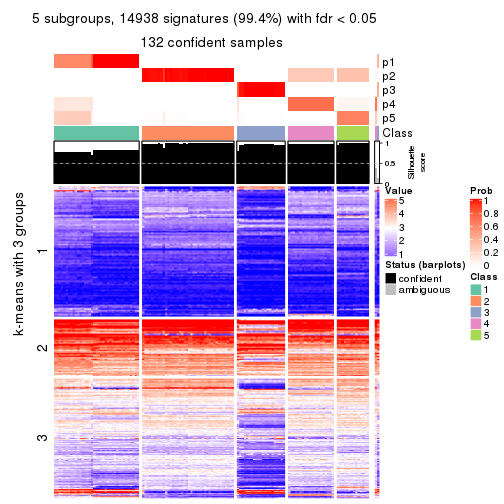 5 subgroups, 14938 signatures (99.4%) with fdr < 0.05
132 confident samples
p1
p2
p3
p4
p5
Class
1
0.5
0
Silhouette
score
k-means with 3 groups
1
2
3
Value
5
4
3
2
1
Status (barplots)
confident
ambiguous
Prob
1
0.8
0.6
0.4
0.2
0
Class
1
2
3
4
5